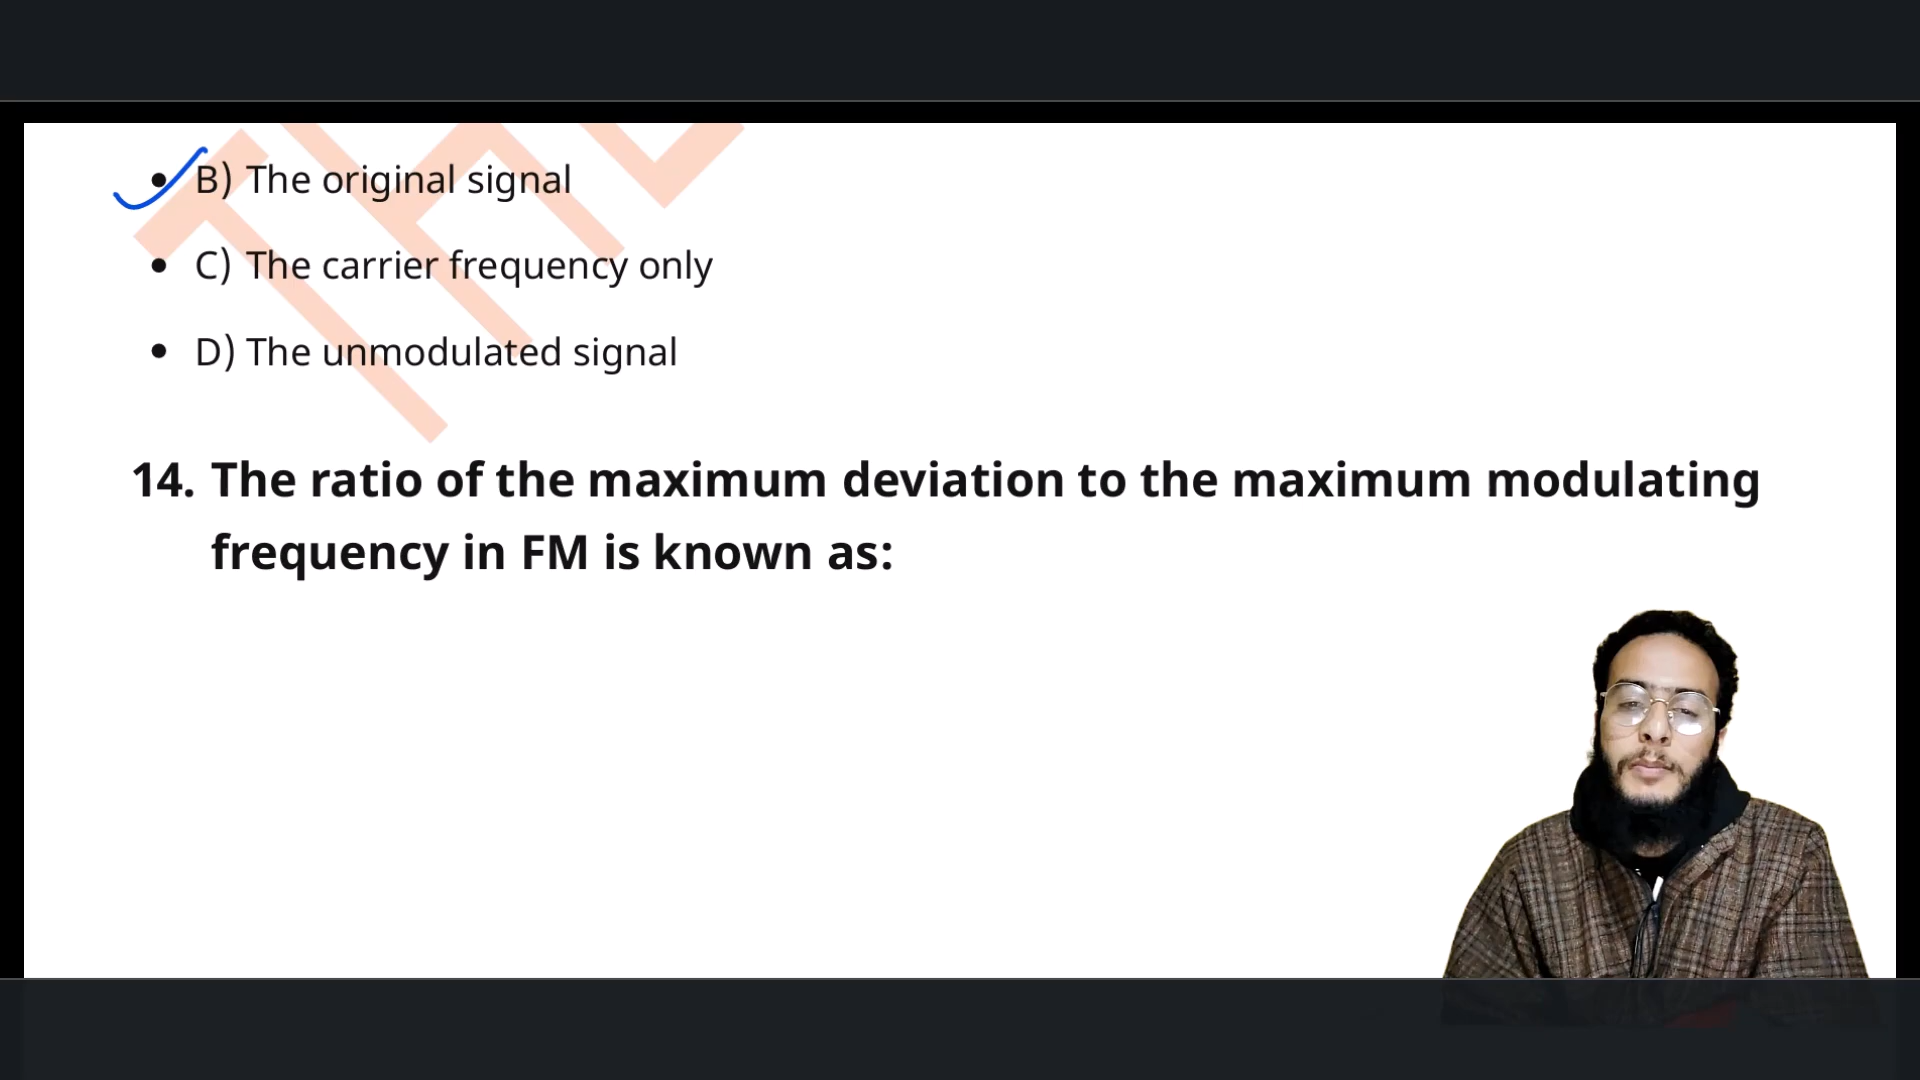 B) The original signal
C) The carrier frequency only
D) The unmodulated signal
14. The ratio of the maximum deviation to the maximum modulating
frequency in FM is known as: